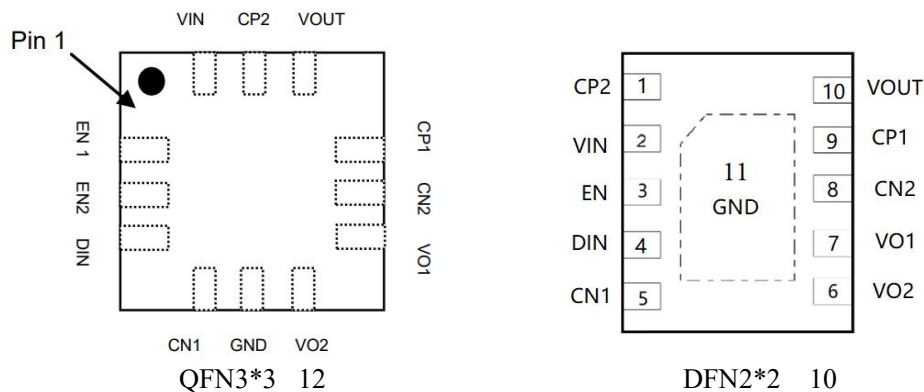 VIN CP2 VOUT
Pin 1
EN 1
EN2
DIN
CP1
CN2
VO1
CN1 GND VO2
QFN3*3 12
CP2 1
VIN 2
EN 3
DIN 4
CN1 5
11
GND
10 VOUT
9 CP1
8 CN2
7 VO1
6 VO2
DFN2*2 10